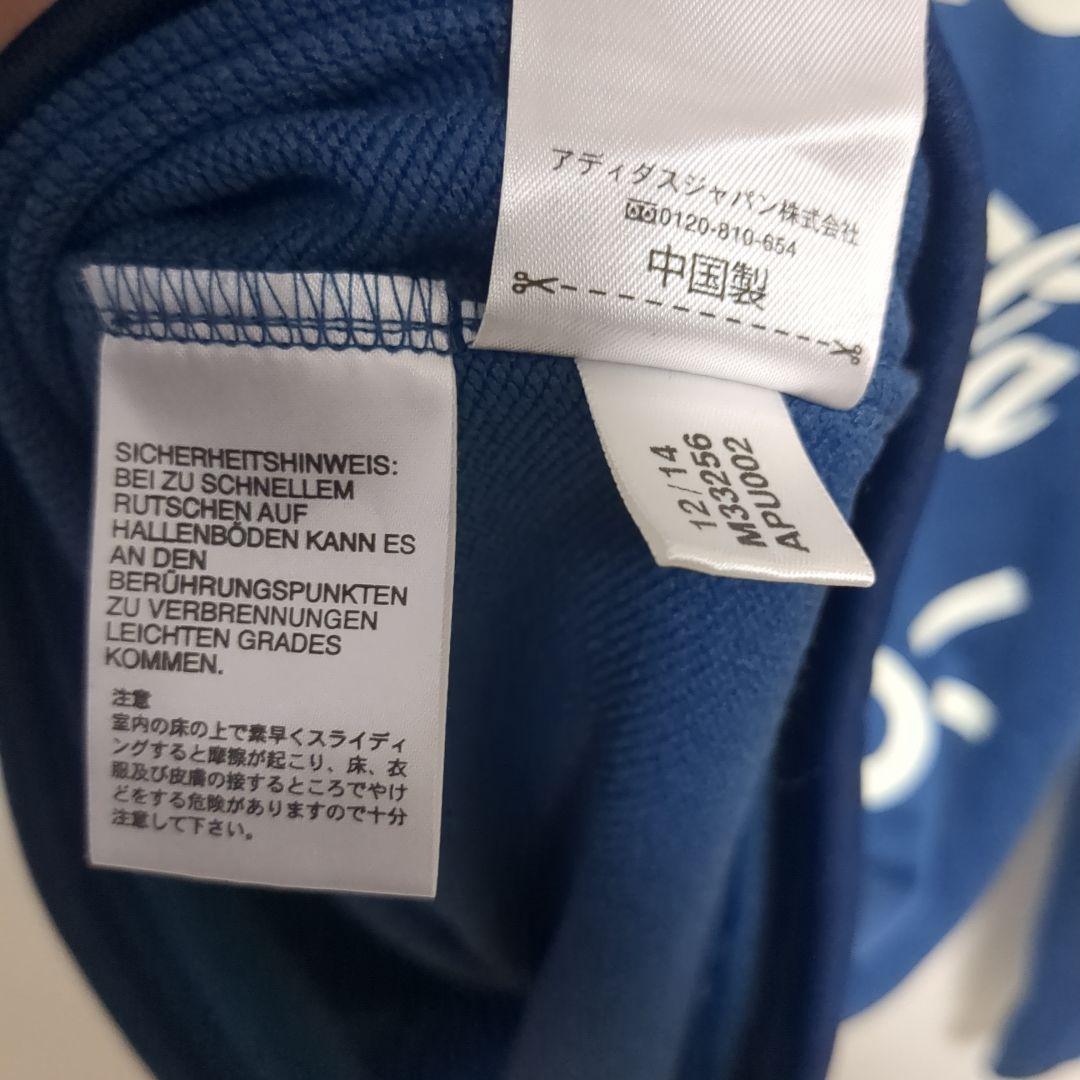 アディダスジャパン株式会社
0120-810-654
中国製
12/14
M33256
APU002
SICHERHEITSHINWEIS:
BEI ZU SCHNELLEM
RUTSCHEN AUF
HALLENBÖDEN KANN ES
AN DEN
BERÜHRUNGSPUNKTEN
ZU VERBRENNUNGEN
LEICHTEN GRADES
KOMMEN.
注意
室内の床の上で素早くスライディ
ングすると摩擦が起こり、床、衣
服及び皮膚の接するところでやけ
どをする危険がありますので十分
注意して下さい。